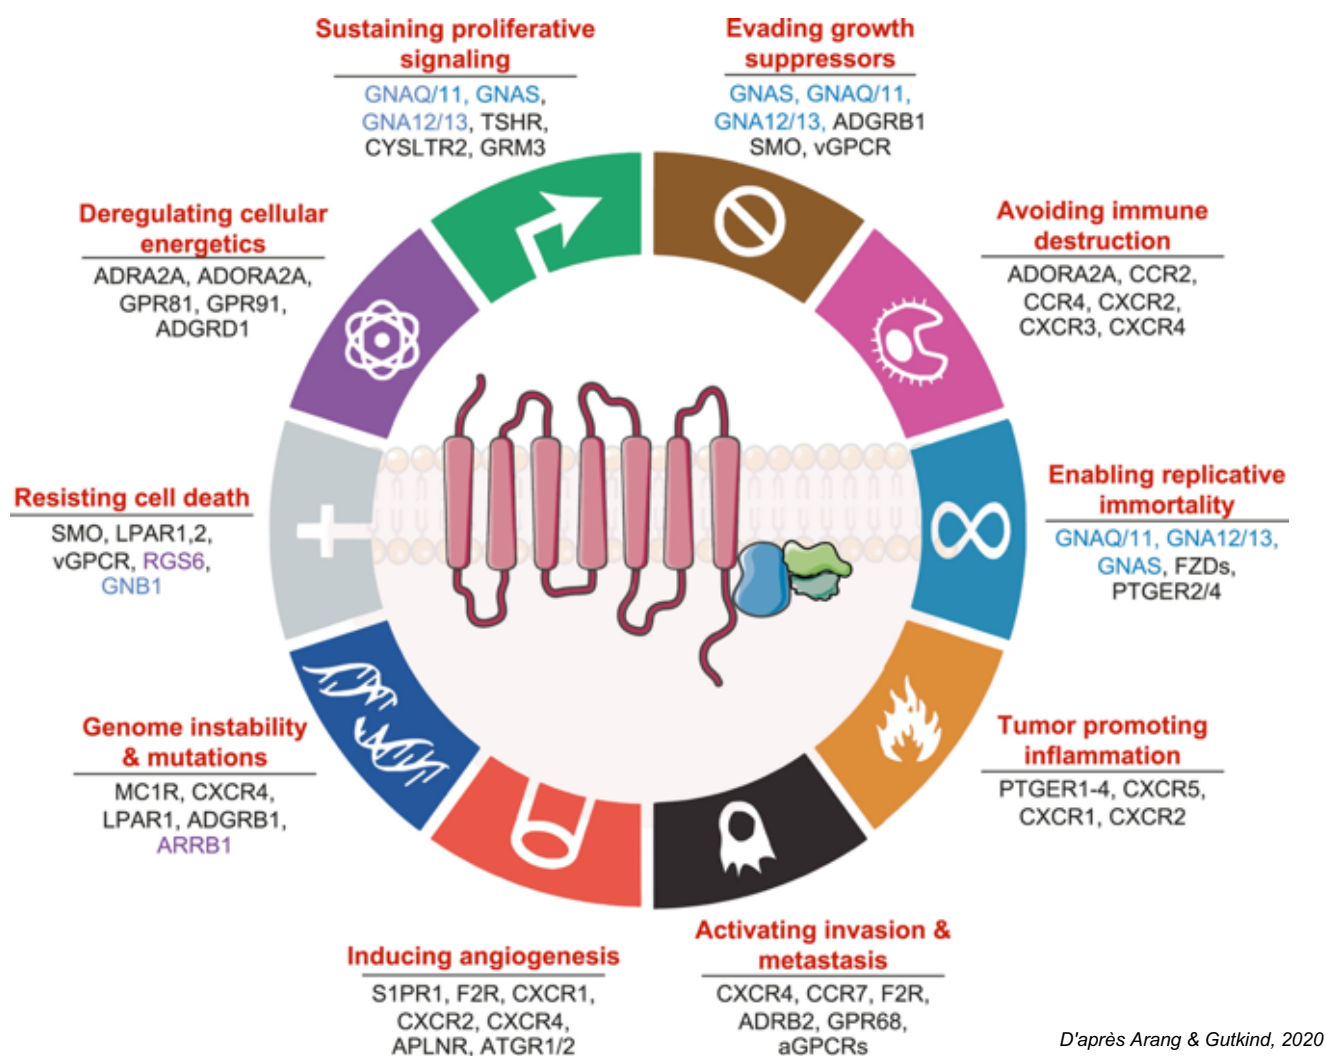 Sustaining proliferative
signaling
GNAQ/11, GNAS,
GNA12/13, TSHR,
CYSLTR2, GRM3
Evading growth
suppressors
GNAS, GNAQ/11,
GNA12/13, ADGRB1
SMO, vGPCR
Deregulating cellular
energetics
ADRA2A, ADORA2A,
GPR81, GPR91,
ADGRD1
Avoiding immune
destruction
ADORA2A, CCR2,
CCR4, CXCR2,
CXCR3, CXCR4
Resisting cell death
SMO, LPAR1,2,
vGPCR, RGS6,
GNB1
Enabling replicative
immortality
GNAQ/11, GNA12/13,
GNAS, FZDs,
PTGER2/4
Genome instability
& mutations
MC1R, CXCR4,
LPAR1, ADGRB1,
ARRB1
Tumor promoting
inflammation
PTGER1-4, CXCR5,
CXCR1, CXCR2
Inducing angiogenesis
S1PR1, F2R, CXCR1,
CXCR2, CXCR4,
APLNR, ATGR1/2
Activating invasion &
metastasis
CXCR4, CCR7, F2R,
ADRB2, GPR68,
aGPCRs
D'après Arang & Gutkind, 2020